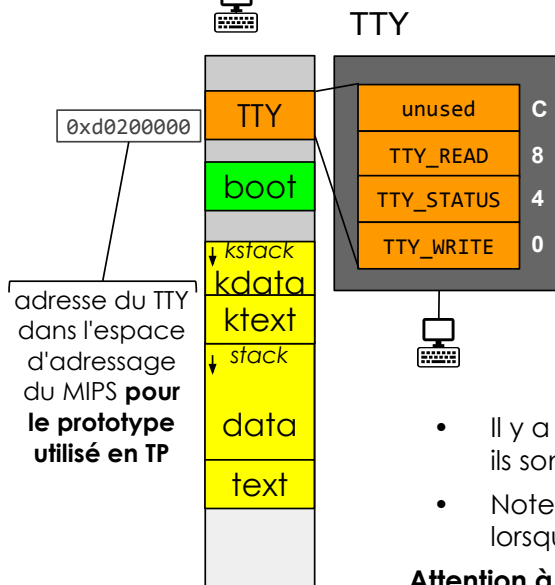 TTY
TTY
0xd0200000
unused C
TTY_READ 8
TTY_STATUS 4
TTY_WRITE 0
boot
kstack
kdata
ktext
stack
data
text
adresse du TTY
dans l'espace
d'adressage
du MIPS pour
le prototype
utilisé en TP
• Il y a
ils
• Note
lorsqu
Attention à